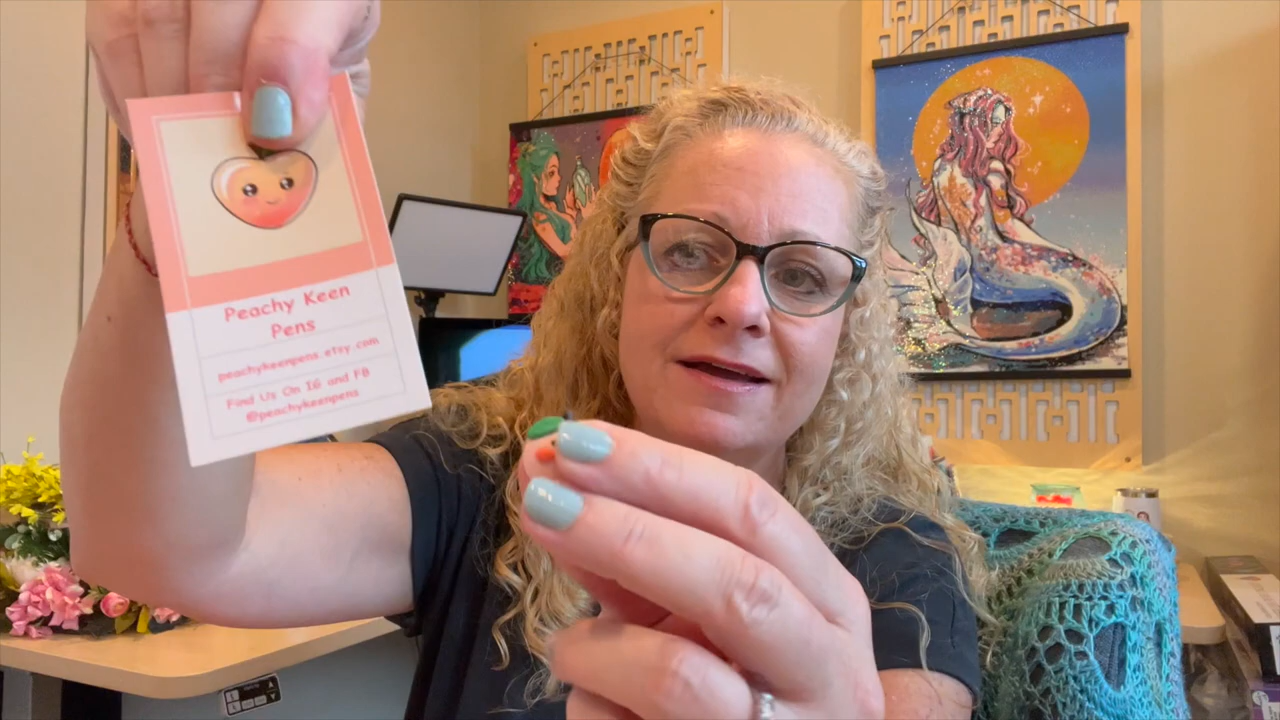 Peachy Keen
Pens
peachykeenpens.etsy.com
Find Us On IG and FB
@peachykeenpens